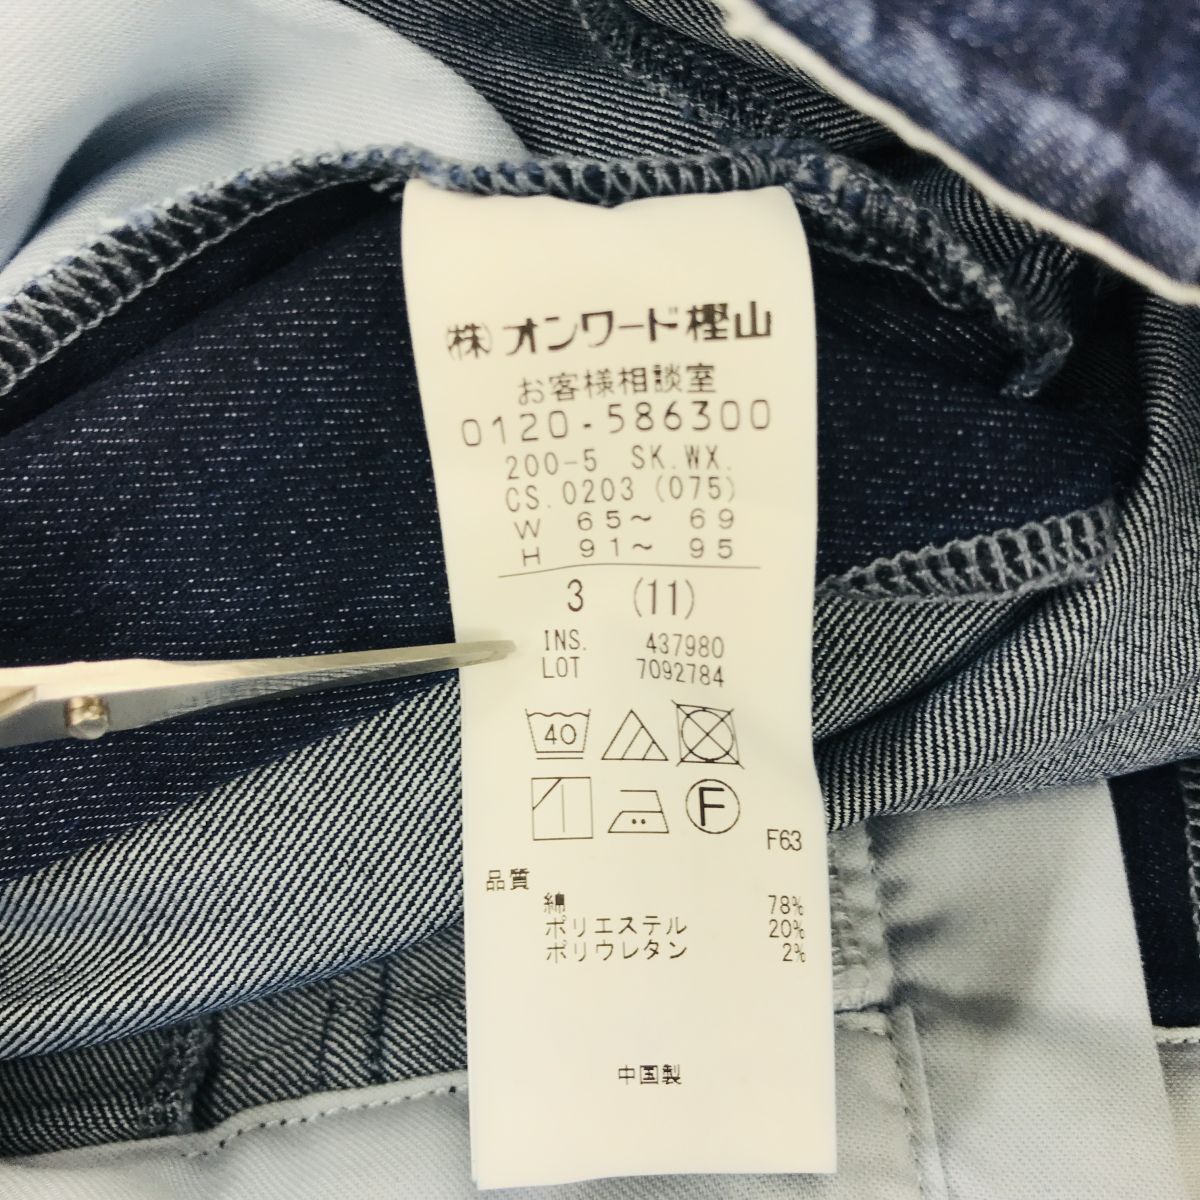 (株)オンワード樫山
お客様相談室
0120-586300
200-5 SK.WX.
CS.0203(075)
W 65～ 69
H 91～ 95
3 (11)
INS. 437980
LOT 7092784
40
F
F63
品質
綿 78%
ポリエステル 20%
ポリウレタン 2%
中国製